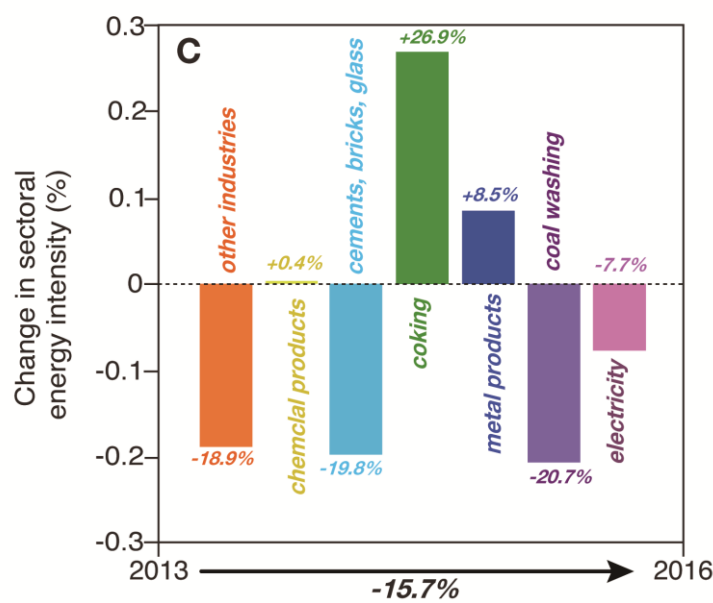 C
Change in sectoral
energy intensity (%)
0.3
0.2
0.1
0
-0.1
-0.2
-0.3
other industries
-18.9%
+0.4%
chemclal products
cements, bricks, glass
-19.8%
+26.9%
coking
+8.5%
metal products
coal washing
-20.7%
-7.7%
electricity
2013
2016
-15.7%